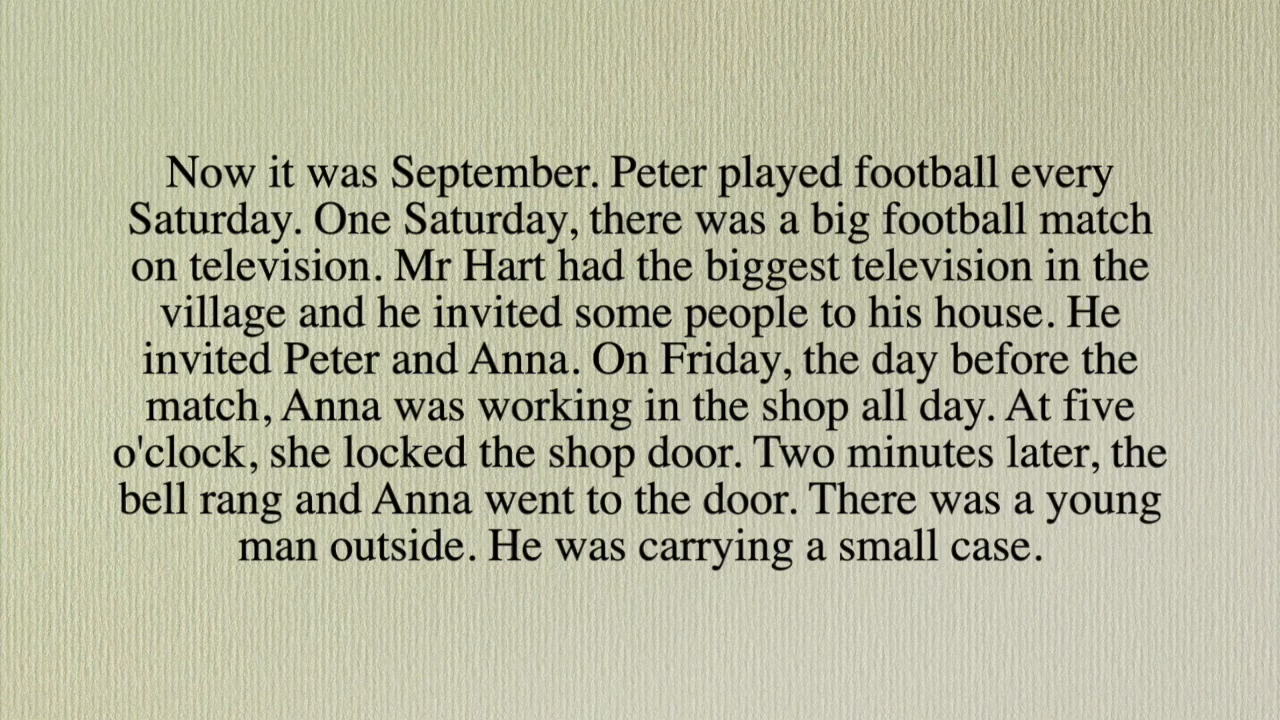 Now it was September. Peter played football every
Saturday. One Saturday, there was a big football match
on television. Mr Hart had the biggest television in the
village and he invited some people to his house. He
invited Peter and Anna. On Friday, the day before the
match, Anna was working in the shop all day. At five
o'clock, she locked the shop door. Two minutes later, the
bell rang and Anna went to the door. There was a young
man outside. He was carrying a small case.